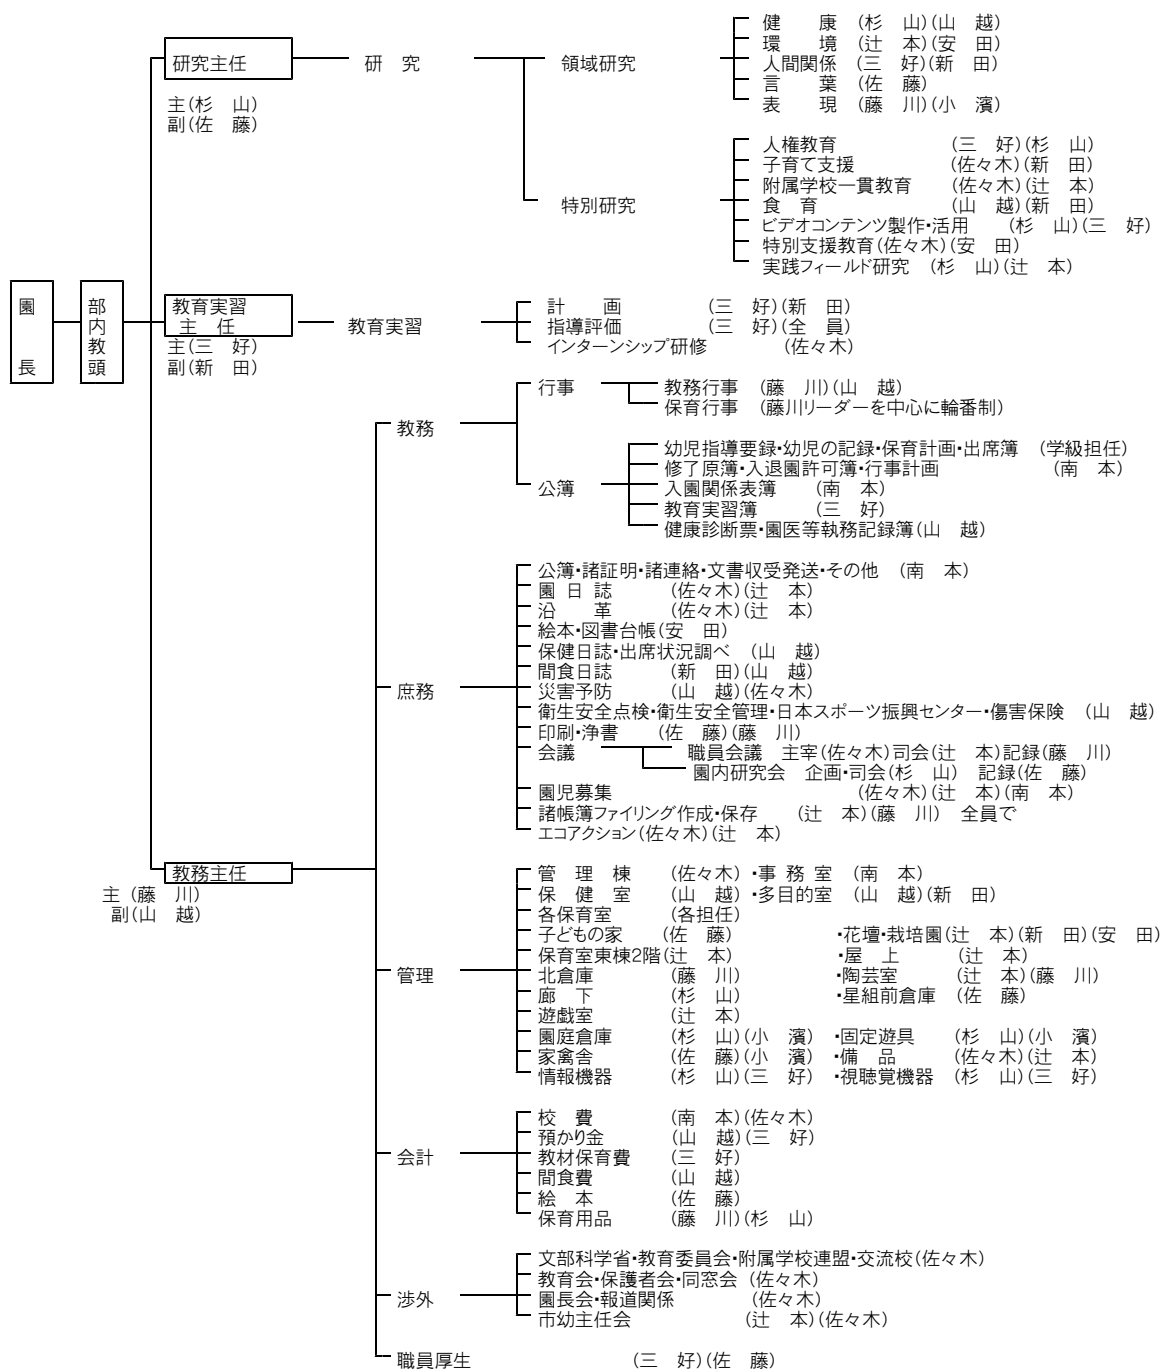 園長
部内教頭
研究主任
主(杉　山)
副(佐　藤)
研　究
領域研究
健　　康　(杉　山)(山　越)
環　　境　(辻　本)(安　田)
人間関係　(三　好)(新　田)
言　　葉　(佐　藤)
表　　現　(藤　川)(小　濱)
特別研究
人権教育　(三　好)(杉　山)
子育て支援　(佐々木)(新　田)
附属学校一貫教育　(佐々木)(辻　本)
食　育　(山　越)(新　田)
ビデオコンテンツ製作・活用　(杉　山)(三　好)
特別支援教育(佐々木)(安　田)
実践フィールド研究　(杉　山)(辻　本)
教育実習
主　任
主(三　好)
副(新　田)
教育実習
計　　画　(三　好)(新　田)
指導評価　(三　好)(全　員)
インターンシップ研修　(佐々木)
教務主任
主　(藤　川)
副(山　越)
教務
行事
教務行事　(藤　川)(山　越)
保育行事　(藤川リーダーを中心に輪番制)
公簿
幼児指導要録・幼児の記録・保育計画・出席簿　(学級担任)
修了原簿・入退園許可簿・行事計画　(南　本)
入園関係表簿　(南　本)
教育実習簿　(三　好)
健康診断票・園医等執務記録簿(山　越)
庶務
公簿・諸証明・諸連絡・文書収受発送・その他　(南　本)
園 日 誌　(佐々木)(辻　本)
沿　　革　(佐々木)(辻　本)
絵本・図書台帳(安　田)
保健日誌・出席状況調べ　(山　越)
間食日誌　(新　田)(山　越)
災害予防　(山　越)(佐々木)
衛生安全点検・衛生安全管理・日本スポーツ振興センター・傷害保険　(山　越)
印刷・浄書　(佐　藤)(藤　川)
会議　職員会議　主宰(佐々木)司会(辻　本)記録(藤　川)
園内研究会　企画・司会(杉　山)　記録(佐　藤)
園児募集　(佐々木)(辻　本)(南　本)
諸帳簿ファイリング作成・保存　(辻　本)(藤　川)　全員で
エコアクション(佐々木)(辻　本)
管理
管　理　棟　(佐々木)・事 務 室　(南　本)
保　健　室　(山　越)・多目的室　(山　越)(新　田)
各保育室　(各担任)
子どもの家　(佐　藤)　・花壇・栽培園(辻　本)(新　田)(安　田)
保育室東棟2階(辻　本)　・屋　上　(辻　本)
北倉庫　(藤　川)　・陶芸室　(辻　本)(藤　川)
廊　下　(杉　山)　・星組前倉庫　(佐　藤)
遊戯室　(辻　本)
園庭倉庫　(杉　山)(小　濱)　・固定遊具　(杉　山)(小　濱)
家禽舎　(佐　藤)(小　濱)　・備　品　(佐々木)(辻　本)
情報機器　(杉　山)(三　好)　・視聴覚機器　(杉　山)(三　好)
会計
校　費　(南　本)(佐々木)
預かり金　(山　越)(三　好)
教材保育費　(三　好)
間食費　(山　越)
絵　本　(佐　藤)
保育用品　(藤　川)(杉　山)
渉外
文部科学省・教育委員会・附属学校連盟・交流校(佐々木)
教育会・保護者会・同窓会　(佐々木)
園長会・報道関係　(佐々木)
市幼主任会　(辻　本)(佐々木)
職員厚生　(三　好)(佐　藤)